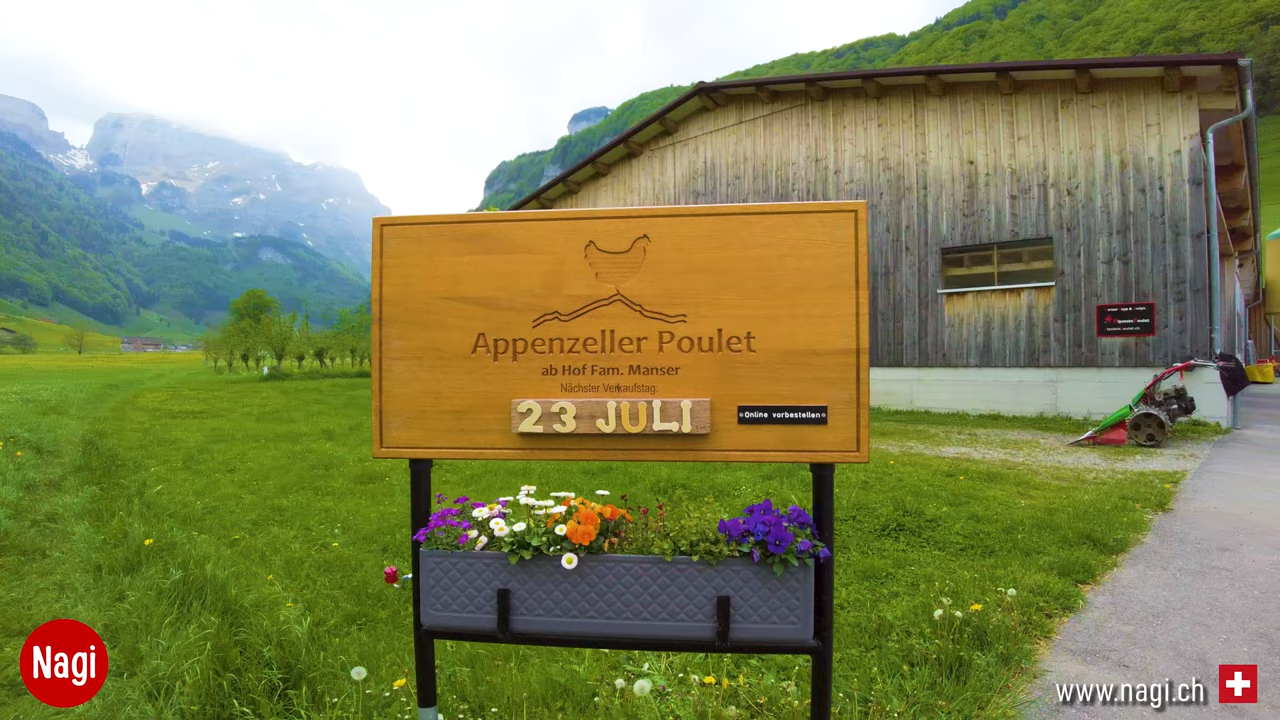 Appenzeller Poulet
ab Hof Fam. Manser
Nächster Verkaufstag:
23 JULI
Online vorbestellen
Nagi
www.nagi.ch